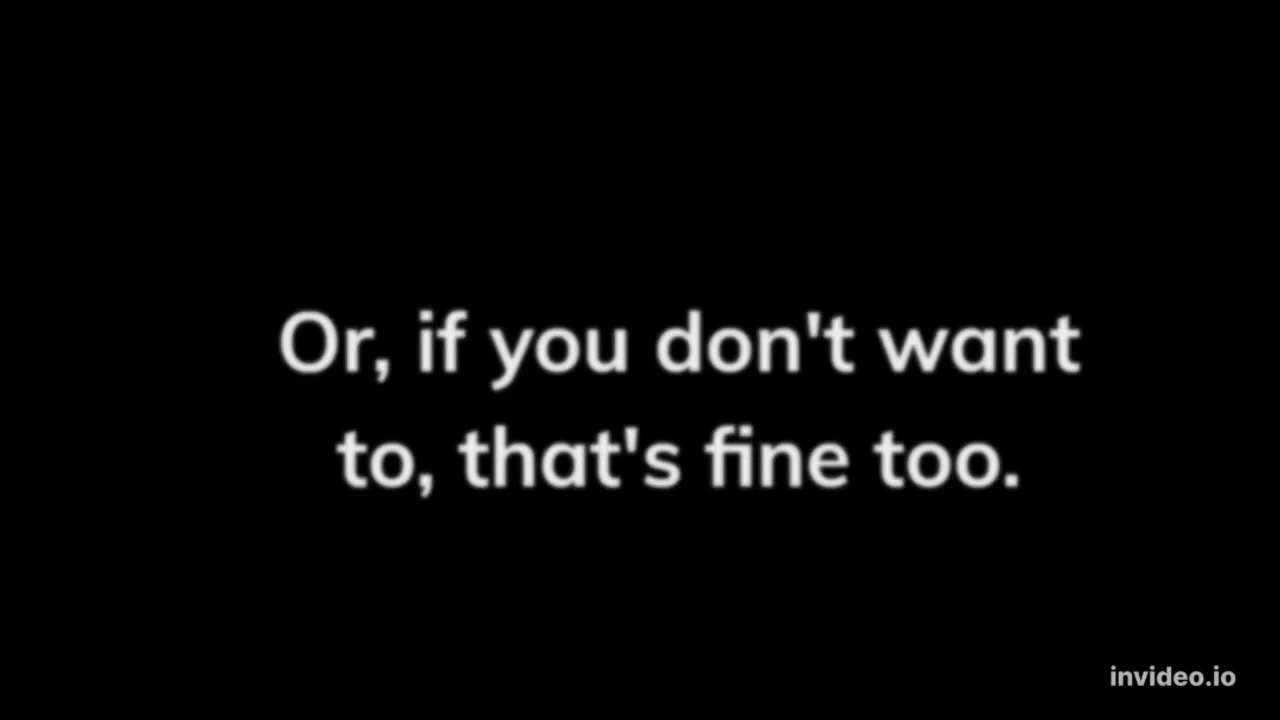 Or, if you don't want
to, that's fine too.
invideo.io